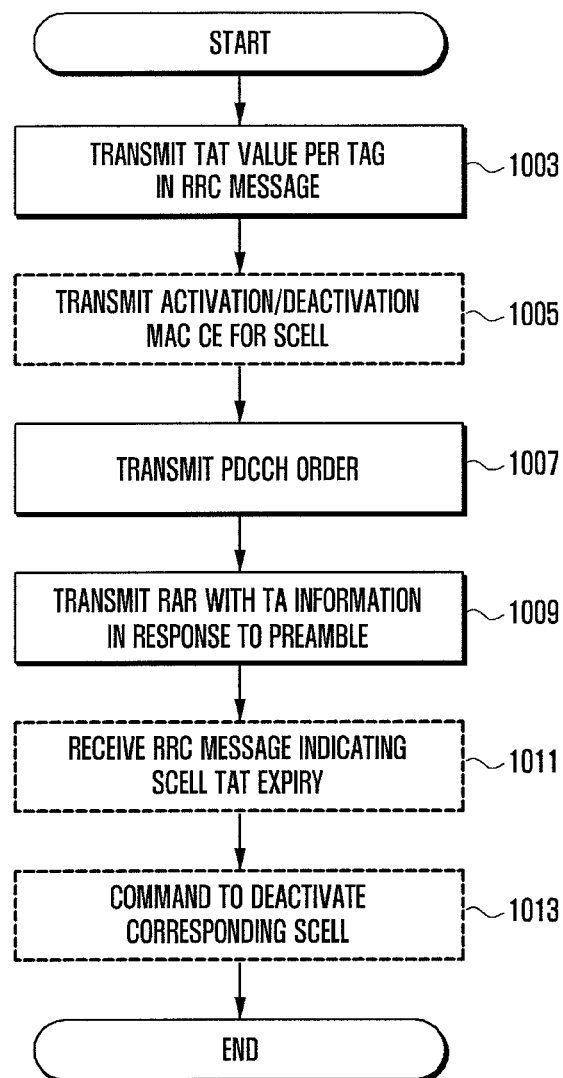 START
TRANSMIT TAT VALUE PER TAG
IN RRC MESSAGE
1003
TRANSMIT ACTIVATION/DEACTIVATION
MAC CE FOR SCELL
1005
TRANSMIT PDCCH ORDER
1007
TRANSMIT RAR WITH TA INFORMATION
IN RESPONSE TO PREAMBLE
1009
RECEIVE RRC MESSAGE INDICATING
SCELL TAT EXPIRY
1011
COMMAND TO DEACTIVATE
CORRESPONDING SCELL
1013
END